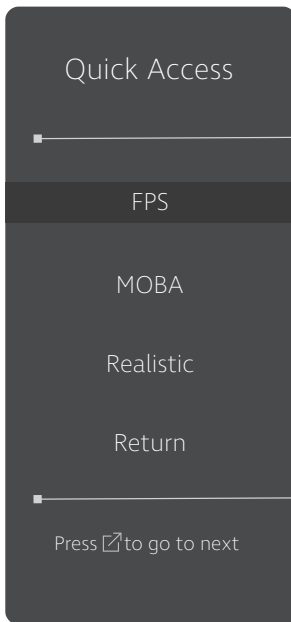 Quick Access
FPS
MOBA
Realistic
Return
Press to go to next